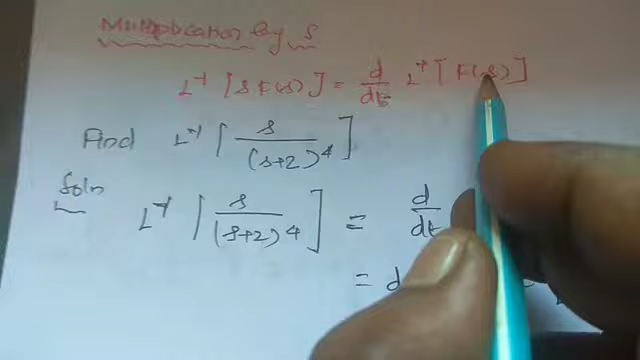 Multiplication by s
L⁻¹ [s F(s)] = d/dt L⁻¹ [F(s)]
Find L⁻¹ [s/(s+2)⁴]
Soln
L⁻¹ [s/(s+2)⁴] = d/dt
= d